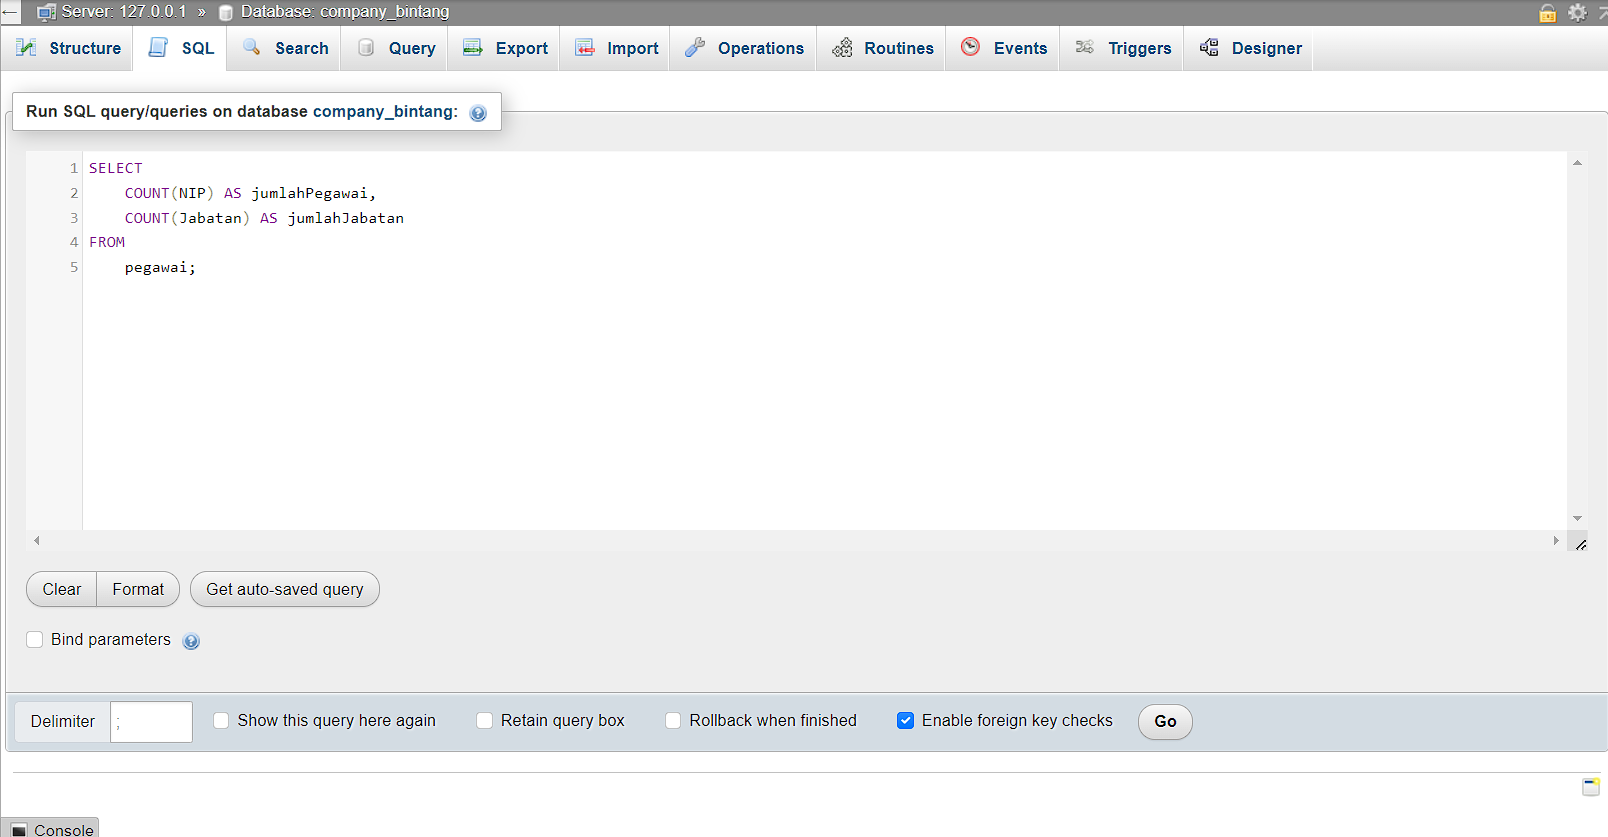 Server: 127.0.0.1 » Database: company_bintang
Structure SQL Search Query Export Import Operations Routines Events Triggers Designer
Run SQL query/queries on database company_bintang:
1 SELECT
2 COUNT(NIP) AS jumlahPegawai,
3 COUNT(Jabatan) AS jumlahJabatan
4 FROM
5 pegawai;
Clear Format Get auto-saved query
Bind parameters
Delimiter ; Show this query here again Retain query box Rollback when finished Enable foreign key checks Go
Console